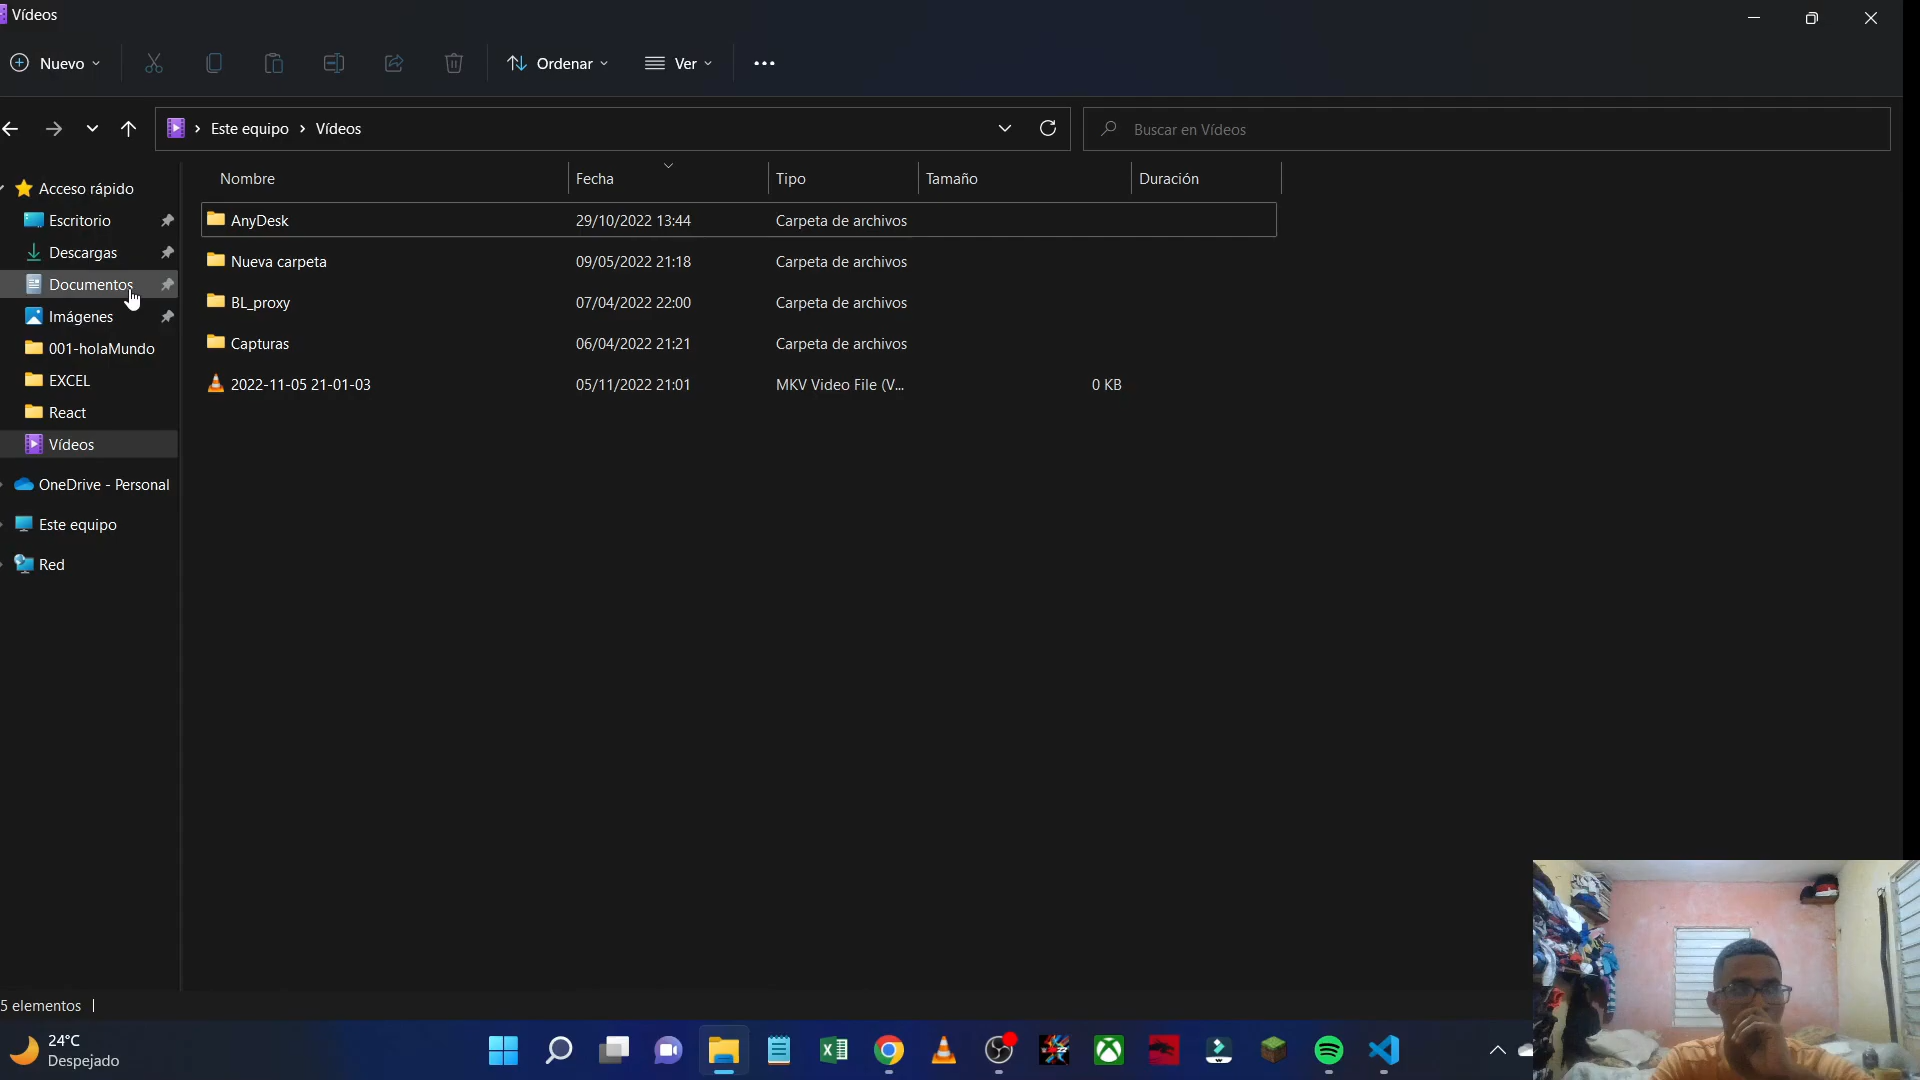 Vídeos
Nuevo
Ordenar
Ver
Este equipo
Vídeos
Buscar en Vídeos
Nombre
Fecha
Tipo
Tamaño
Duración
Acceso rápido
Escritorio
Descargas
Documentos
Imágenes
001-holaMundo
EXCEL
React
Vídeos
OneDrive - Personal
Este equipo
Red
AnyDesk 29/10/2022 13:44 Carpeta de archivos
Nueva carpeta 09/05/2022 21:18 Carpeta de archivos
BL_proxy 07/04/2022 22:00 Carpeta de archivos
Capturas 06/04/2022 21:21 Carpeta de archivos
2022-11-05 21-01-03 05/11/2022 21:01 MKV Video File (V... 0 KB
5 elementos
24°C
Despejado